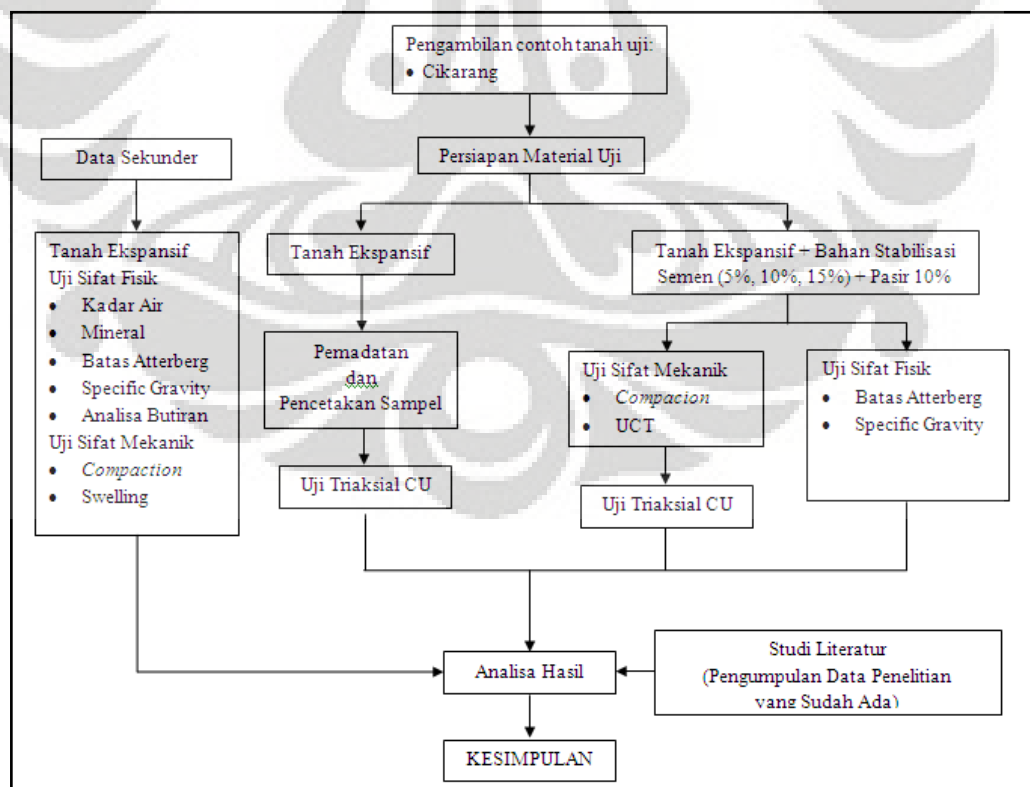 Pengambilan contoh tanah uji:
• Cikarang
Persiapan Material Uji
Data Sekunder
Tanah Ekspansif
Uji Sifat Fisik
• Kadar Air
• Mineral
• Batas Atterberg
• Specific Gravity
• Analisa Butiran
Uji Sifat Mekanik
• Compaction
• Swelling
Tanah Ekspansif
Pemadatan
dan
Pencetakan Sampel
Uji Triaksial CU
Tanah Ekspansif + Bahan Stabilisasi
Semen (5%, 10%, 15%) + Pasir 10%
Uji Sifat Mekanik
• Compacion
• UCT
Uji Triaksial CU
Uji Sifat Fisik
• Batas Atterberg
• Specific Gravity
Analisa Hasil
Studi Literatur
(Pengumpulan Data Penelitian
yang Sudah Ada)
KESIMPULAN